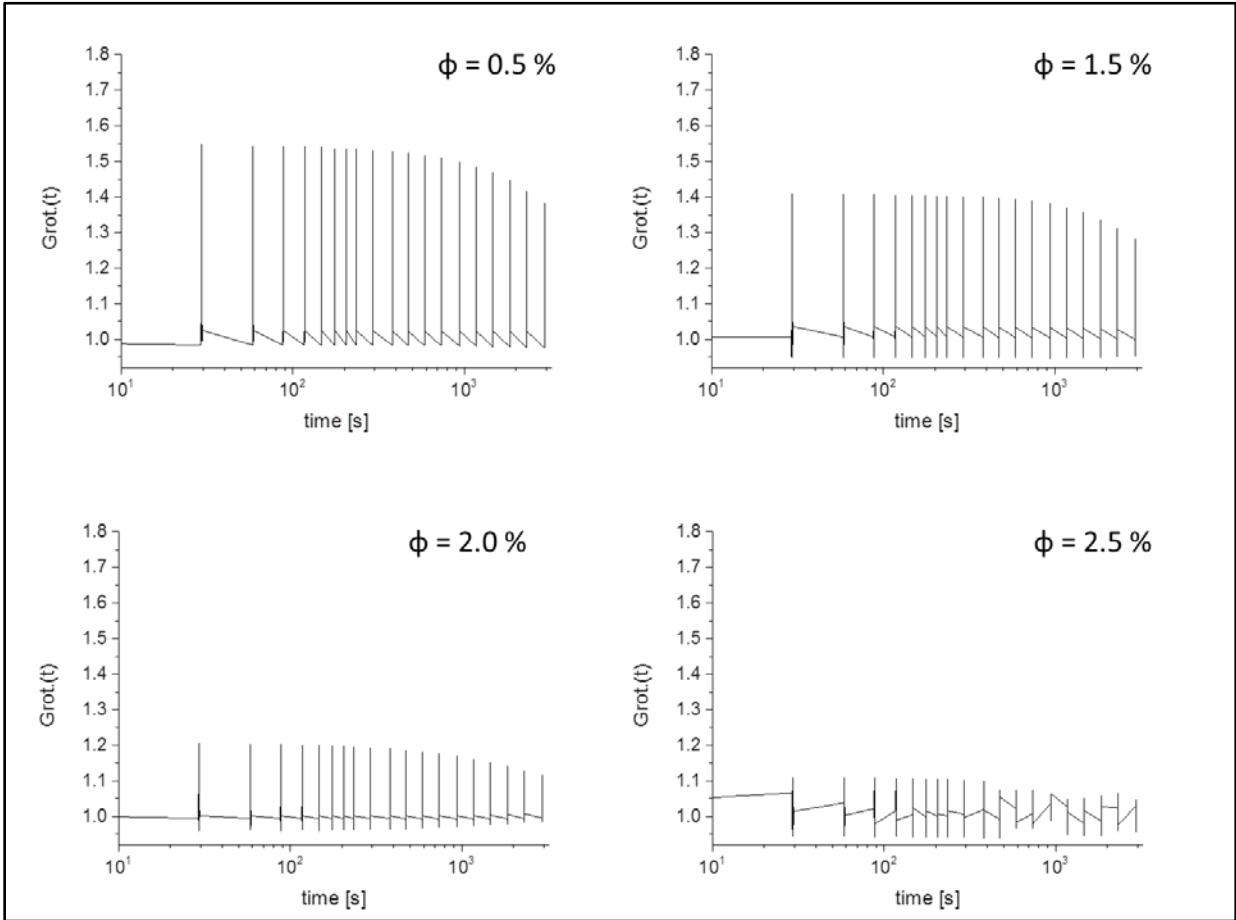 ϕ = 0.5 %
1.8
1.7
1.6
1.5
1.4
1.3
1.2
1.1
1.0
Grot.(t)
10¹ 10² 10³
time [s]
ϕ = 1.5 %
1.8
1.7
1.6
1.5
1.4
1.3
1.2
1.1
1.0
Grot.(t)
10¹ 10² 10³
time [s]
ϕ = 2.0 %
1.8
1.7
1.6
1.5
1.4
1.3
1.2
1.1
1.0
Grot.(t)
10¹ 10² 10³
time [s]
ϕ = 2.5 %
1.8
1.7
1.6
1.5
1.4
1.3
1.2
1.1
1.0
Grot.(t)
10¹ 10² 10³
time [s]